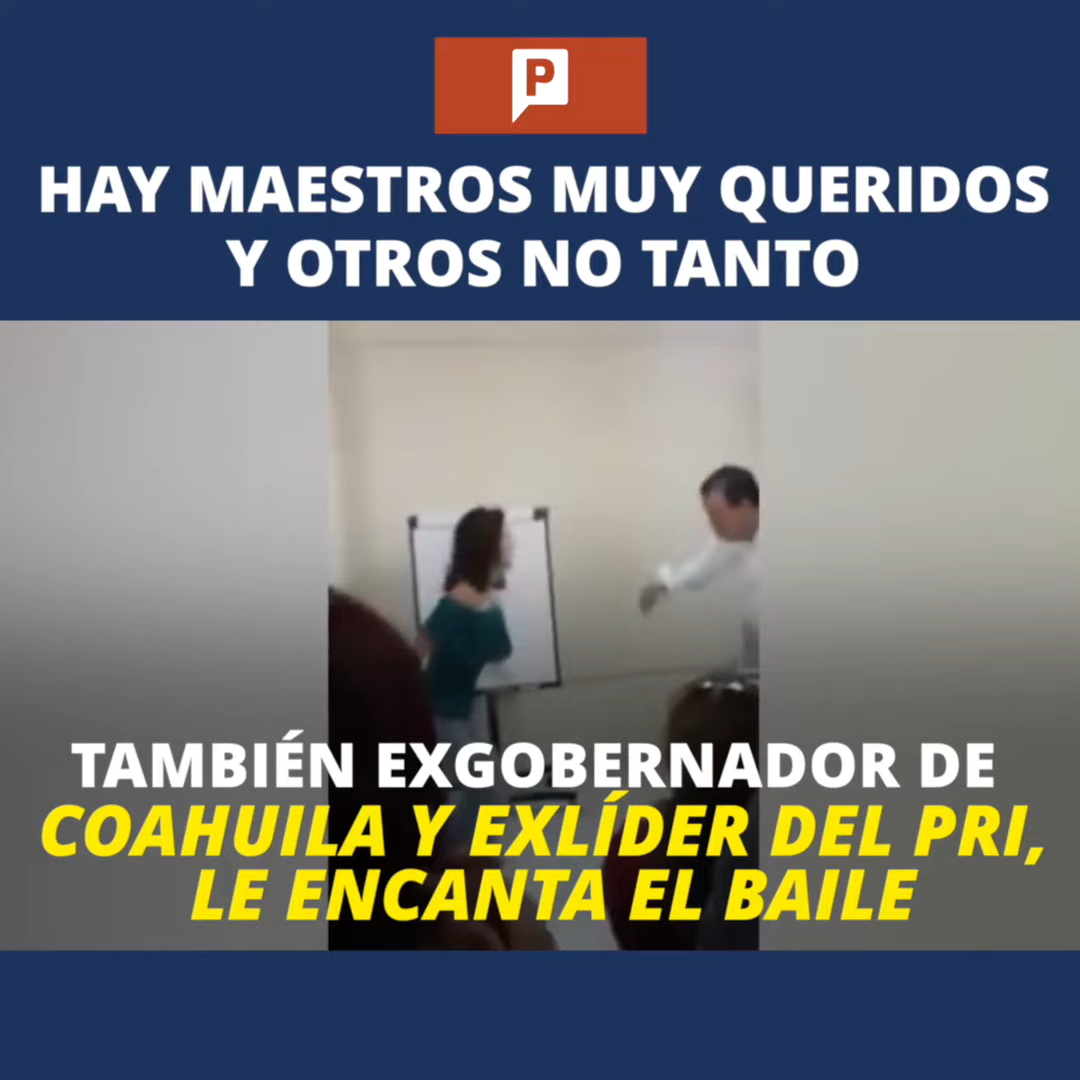 P
HAY MAESTROS MUY QUERIDOS
Y OTROS NO TANTO
TAMBIÉN EXGOBERNADOR DE
COAHUILA Y EXLÍDER DEL PRI,
LE ENCANTA EL BAILE